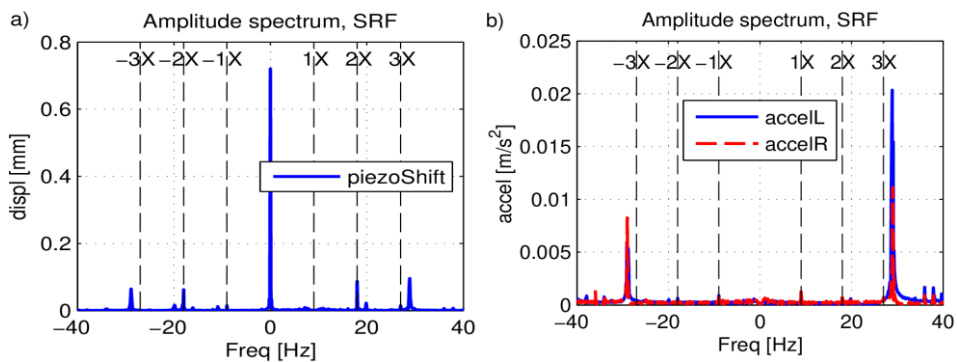 a)
Amplitude spectrum, SRF
0.8
0.6
0.4
0.2
0
displ [mm]
−3X −2X −1X 1X 2X 3X
piezoShift
−40 −20 0 20 40
Freq [Hz]
b)
Amplitude spectrum, SRF
0.025
0.02
0.015
0.01
0.005
0
accel [m/s²]
−3X −2X −1X 1X 2X 3X
accelL
accelR
−40 −20 0 20 40
Freq [Hz]